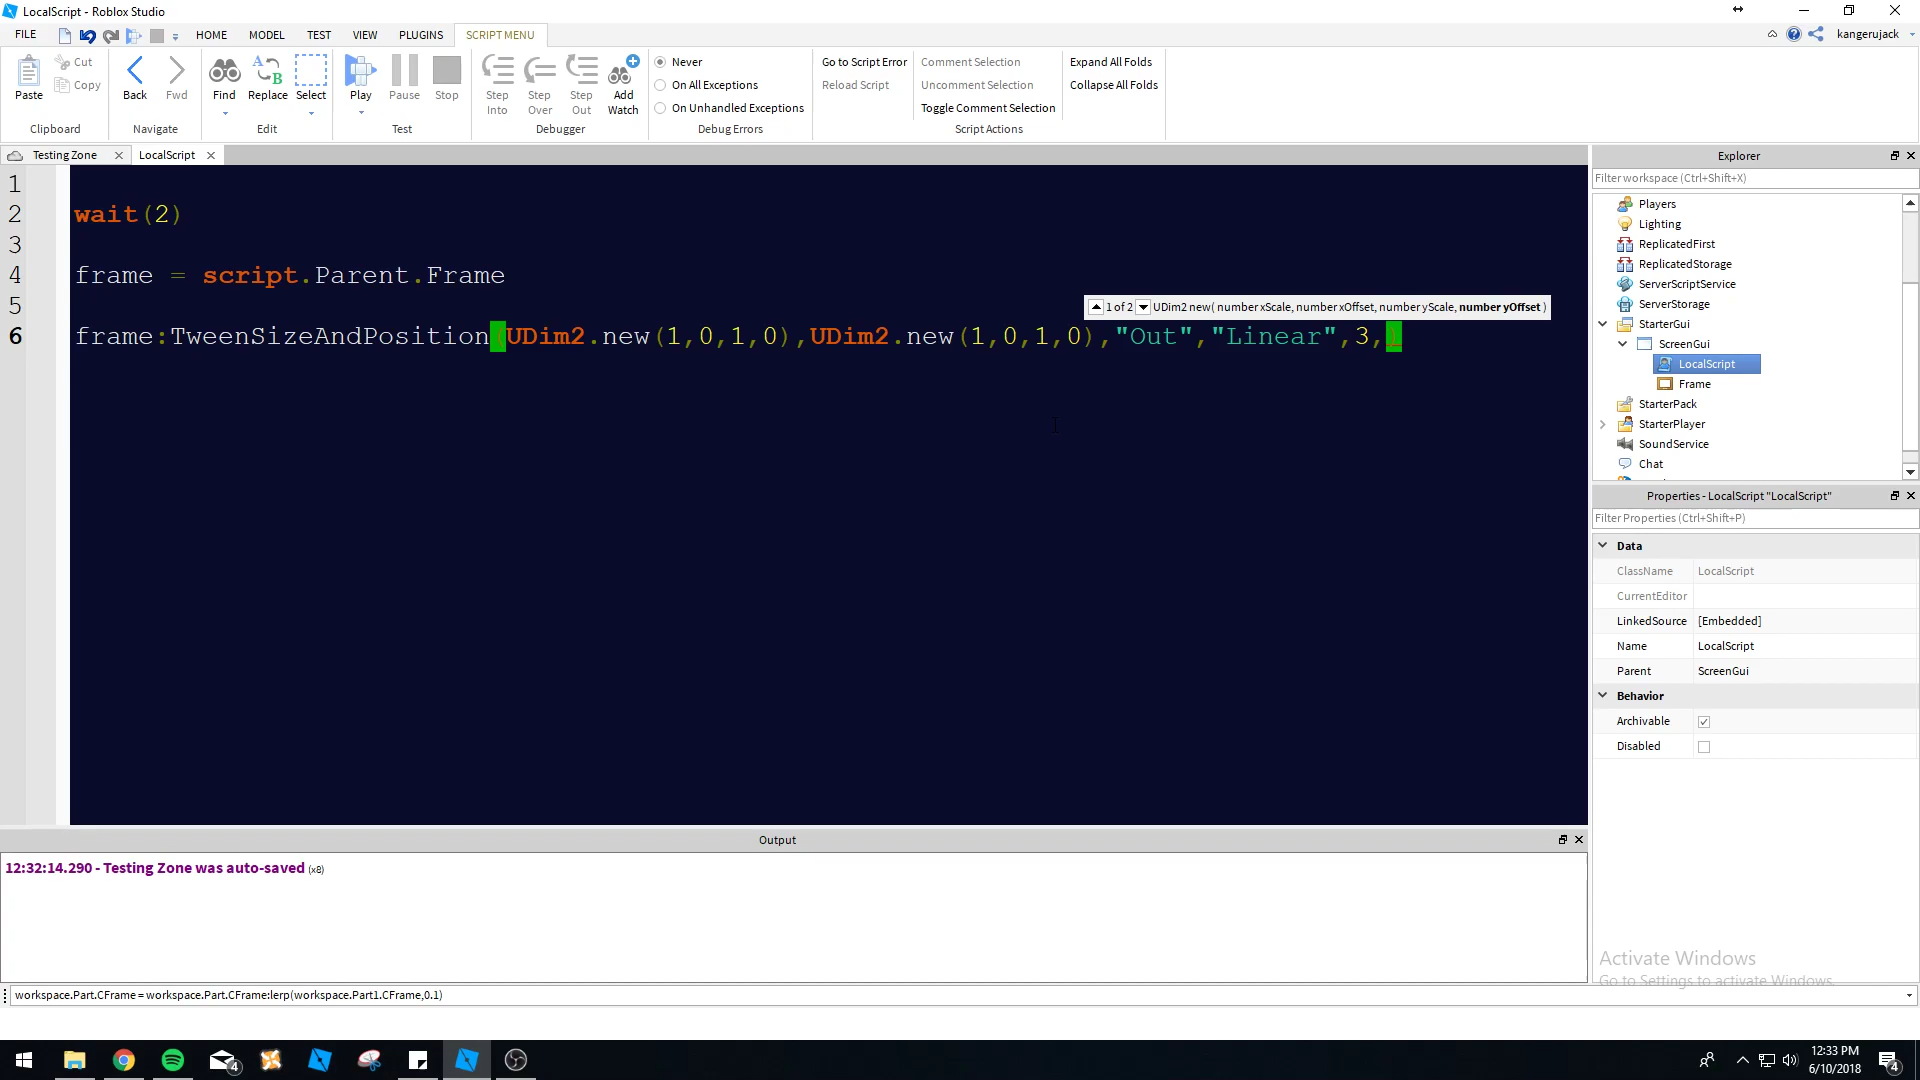 LocalScript - Roblox Studio
FILE HOME MODEL TEST VIEW PLUGINS SCRIPT MENU kangerujack
Paste Cut Copy Clipboard
Back Fwd Navigate
Find Replace Select Edit
Play Pause Stop Test
Step Into Step Over Step Out Add Watch Debugger
Never
On All Exceptions
On Unhandled Exceptions
Debug Errors
Go to Script Error
Reload Script
Comment Selection
Uncomment Selection
Toggle Comment Selection
Script Actions
Expand All Folds
Collapse All Folds
Testing Zone LocalScript
1
2 wait(2)
3
4 frame = script.Parent.Frame
5
1 of 2 UDim2 new( number xScale, number xOffset, number yScale, number yOffset )
6 frame:TweenSizeAndPosition(UDim2.new(1,0,1,0),UDim2.new(1,0,1,0),"Out","Linear",3,)
Explorer
Filter workspace (Ctrl+Shift+X)
Players
Lighting
ReplicatedFirst
ReplicatedStorage
ServerScriptService
ServerStorage
StarterGui
ScreenGui
LocalScript
Frame
StarterPack
StarterPlayer
SoundService
Chat
Properties - LocalScript "LocalScript"
Filter Properties (Ctrl+Shift+P)
Data
ClassName LocalScript
CurrentEditor
LinkedSource [Embedded]
Name LocalScript
Parent ScreenGui
Behavior
Archivable
Disabled
Output
12:32:14.290 - Testing Zone was auto-saved (x8)
Activate Windows
Go to Settings to activate Windows.
workspace.Part.CFrame = workspace.Part.CFrame:lerp(workspace.Part1.CFrame,0.1)
4
12:33 PM
6/10/2018
4